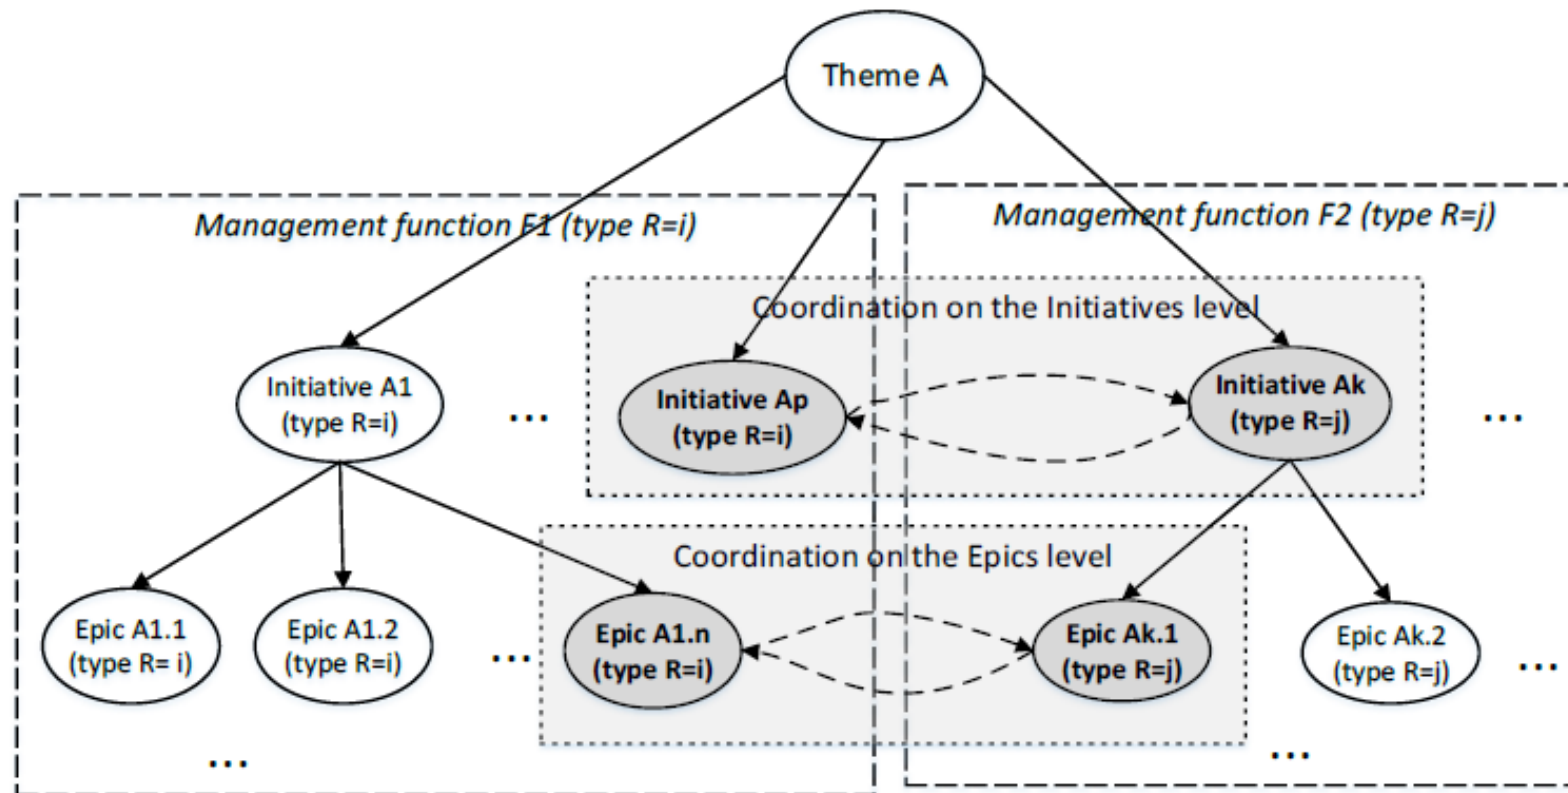 Theme A
Management function F1 (type R=i)
Management function F2 (type R=j)
Coordination on the Initiatives level
Initiative A1
(type R=i)
...
Initiative Ap
(type R=i)
Initiative Ak
(type R=j)
...
Coordination on the Epics level
Epic A1.1
(type R= i)
Epic A1.2
(type R=i)
...
Epic A1.n
(type R=i)
Epic Ak.1
(type R=j)
Epic Ak.2
(type R=j)
...
...
...